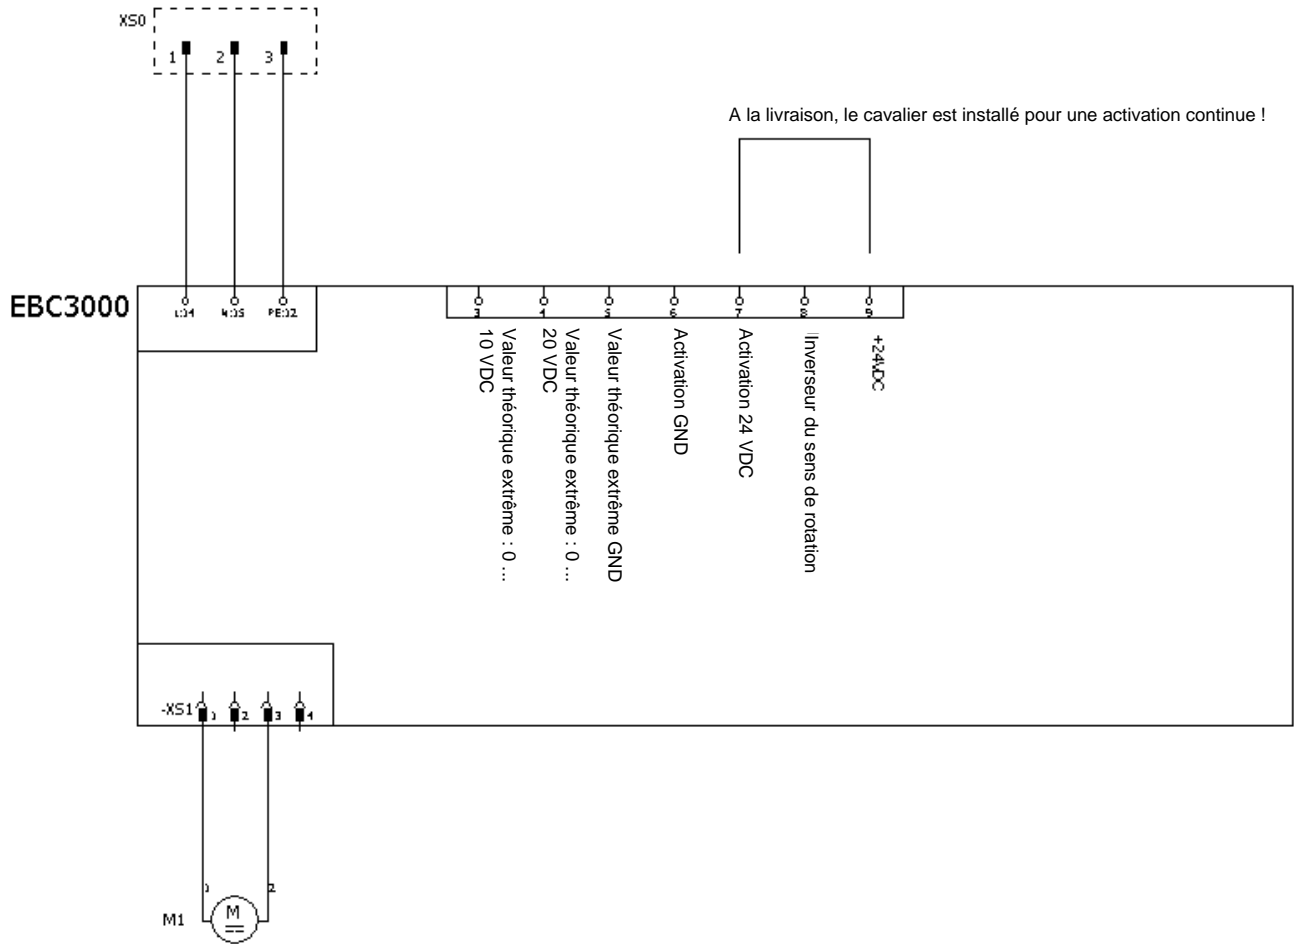 XS0
1 2 3
A la livraison, le cavalier est installé pour une activation continue !
EBC3000
L:14 N:15 PE:12
3 4 5 6 7 8 9
Valeur théorique extrême : 0 ...
10 VDC
Valeur théorique extrême : 0 ...
20 VDC
Valeur théorique extrême GND
Activation GND
Activation 24 VDC
Inverseur du sens de rotation
+24VDC
-XS1 1 2 3 4
1 2
M1
M